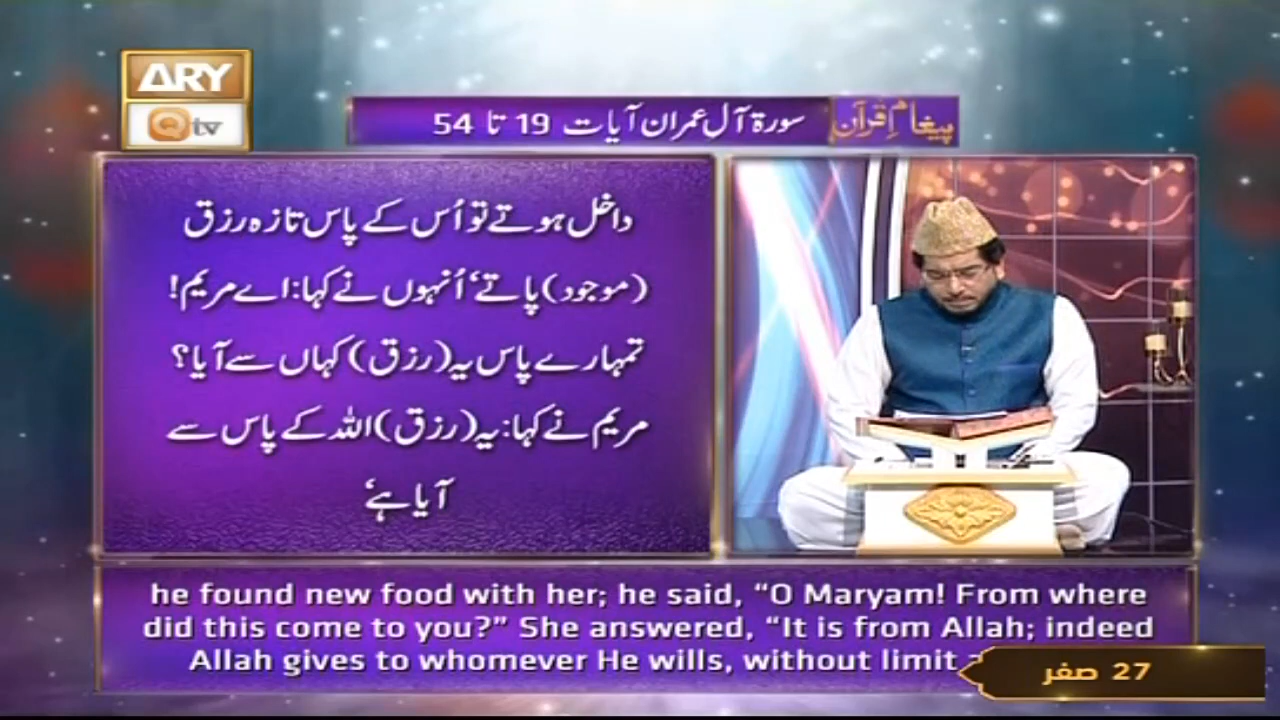 ARY
Qtv
پیغامِ قرآن
سورۃ آل عمران آیات 19 تا 54
داخل ہوتے تو اُس کے پاس تازہ رزق
(موجود) پاتے‘ اُنہوں نے کہا: اے مریم!
تمہارے پاس یہ (رزق) کہاں سے آیا؟
مریم نے کہا: یہ (رزق) اللہ کے پاس سے
آیا ہے‘
he found new food with her; he said, “O Maryam! From where
did this come to you?” She answered, “It is from Allah; indeed
Allah gives to whomever He wills, without limit
27 صفر